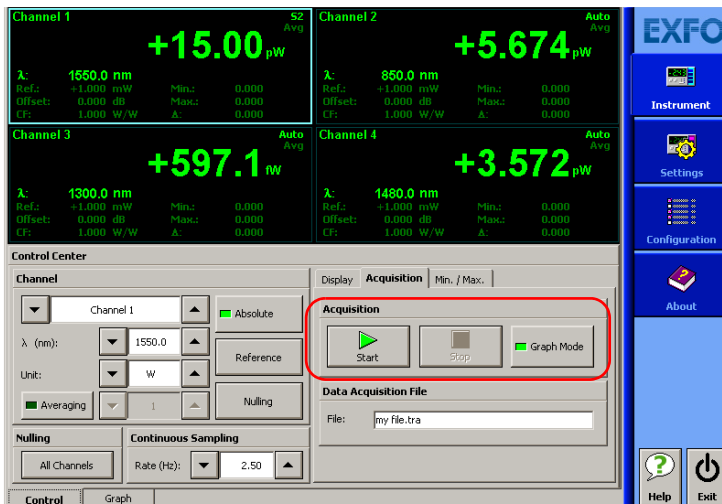 Channel 1
S2
Avg
+15.00 pW
λ: 1550.0 nm
Ref.: +1.000 mW Min.: 0.000
Offset: 0.000 dB Max.: 0.000
CF: 1.000 W/W Δ: 0.000
Channel 2
Auto
Avg
+5.674 pW
λ: 850.0 nm
Ref.: +1.000 mW Min.: 0.000
Offset: 0.000 dB Max.: 0.000
CF: 1.000 W/W Δ: 0.000
Channel 3
Auto
Avg
+597.1 fW
λ: 1300.0 nm
Ref.: +1.000 mW Min.: 0.000
Offset: 0.000 dB Max.: 0.000
CF: 1.000 W/W Δ: 0.000
Channel 4
Auto
Avg
+3.572 pW
λ: 1480.0 nm
Ref.: +1.000 mW Min.: 0.000
Offset: 0.000 dB Max.: 0.000
CF: 1.000 W/W Δ: 0.000
Control Center
Channel
Channel 1
Absolute
λ (nm): 1550.0
Reference
Unit: W
Averaging 1
Nulling
Nulling
All Channels
Continuous Sampling
Rate (Hz): 2.50
Display Acquisition Min. / Max.
Acquisition
Start Stop Graph Mode
Data Acquisition File
File: my file.tra
Control Graph
EXFO
Instrument
Settings
Configuration
About
Help Exit